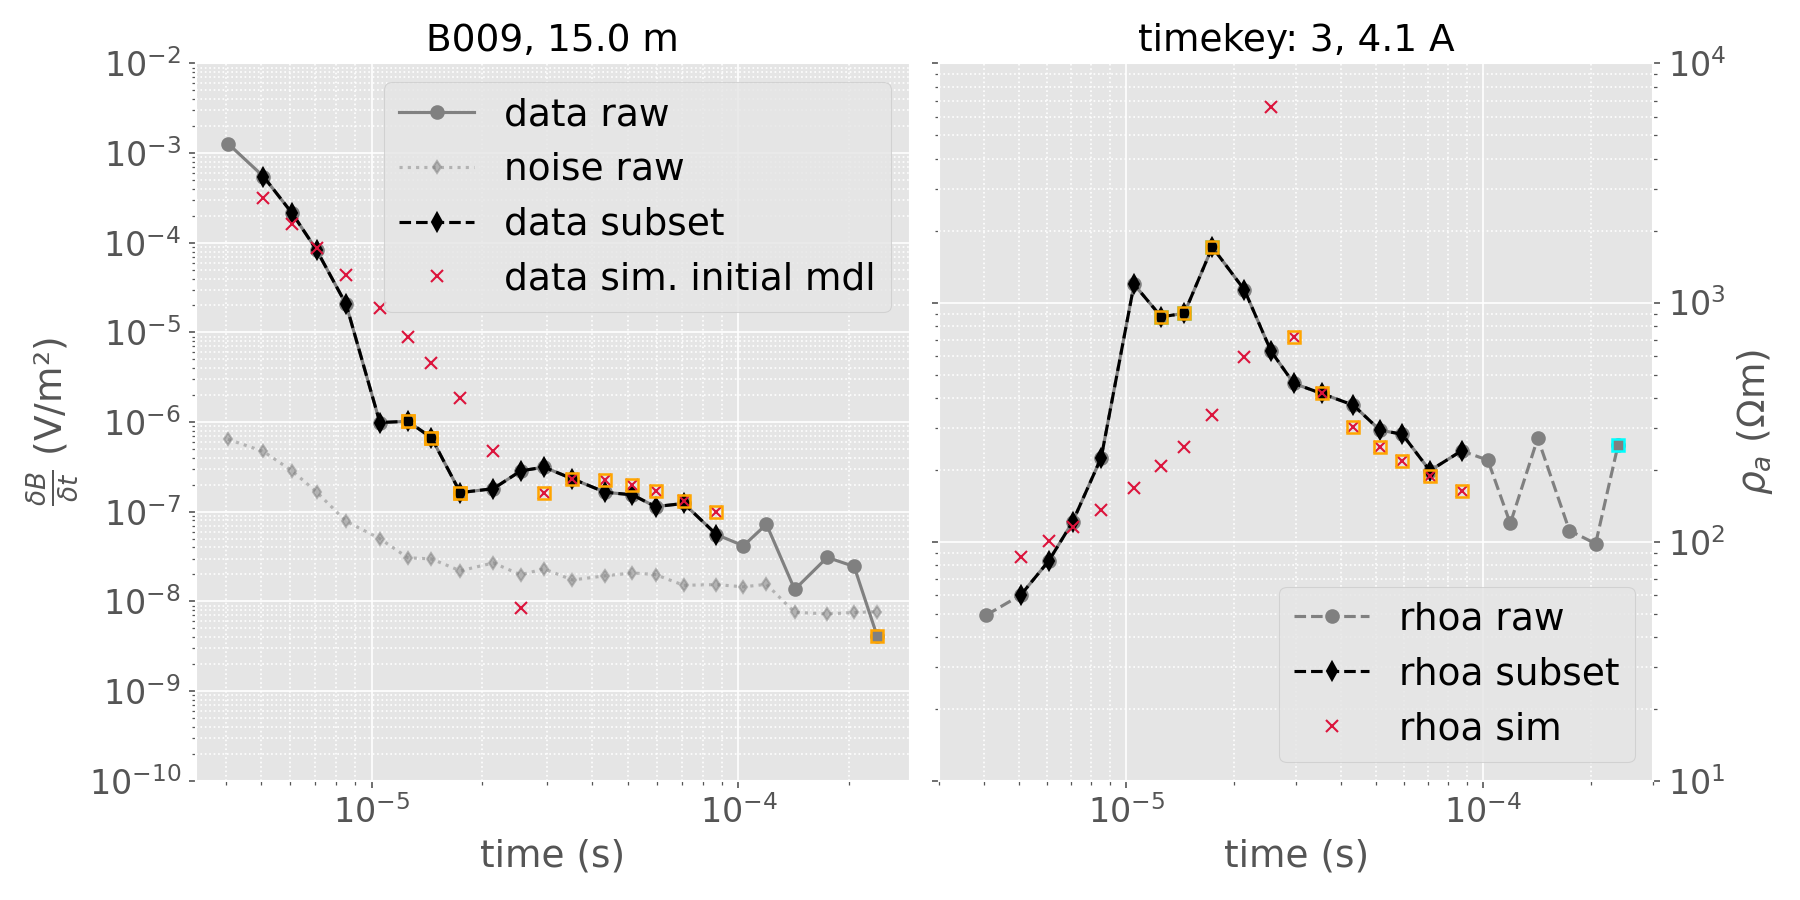 B009, 15.0 m
timekey: 3, 4.1 A
10⁻²
10⁻³
10⁻⁴
10⁻⁵
10⁻⁶
10⁻⁷
10⁻⁸
10⁻⁹
10⁻¹⁰
δB/δt (V/m²)
data raw
noise raw
data subset
data sim. initial mdl
10⁻⁵
10⁻⁴
time (s)
rhoa raw
rhoa subset
rhoa sim
10⁻⁵
10⁻⁴
time (s)
10⁴
10³
10²
10¹
ρₐ (Ωm)